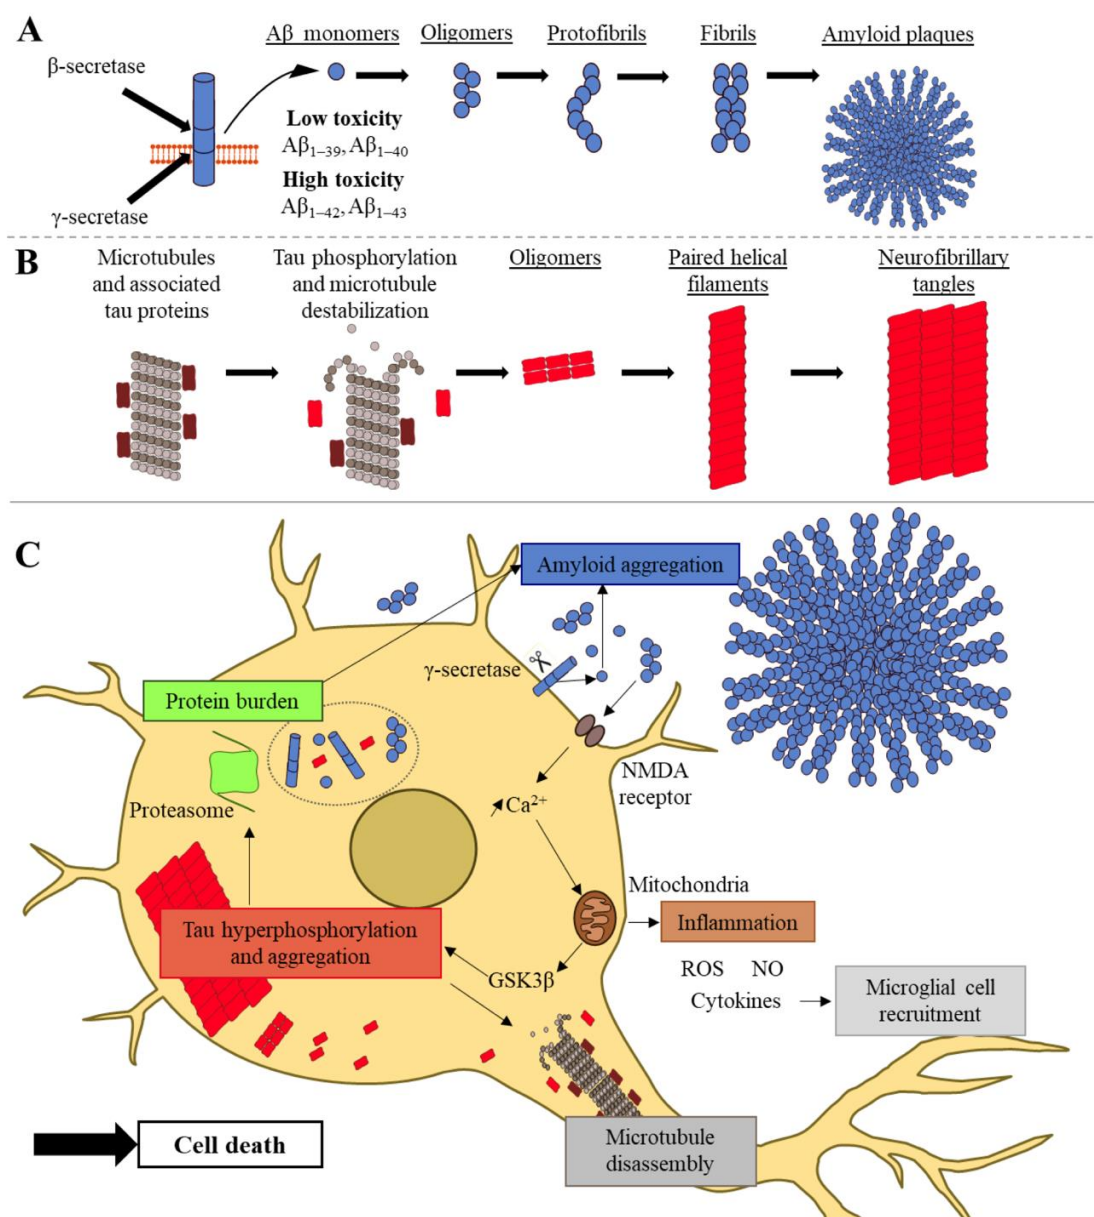 A
Aβ monomers
Oligomers
Protofibrils
Fibrils
Amyloid plaques
β-secretase
Low toxicity
Aβ1–39, Aβ1–40
High toxicity
Aβ1–42, Aβ1–43
γ-secretase
B
Microtubules
and associated
tau proteins
Tau phosphorylation
and microtubule
destabilization
Oligomers
Paired helical
filaments
Neurofibrillary
tangles
C
Amyloid aggregation
γ-secretase
Protein burden
NMDA
receptor
Proteasome
Ca2+
Mitochondria
Inflammation
Tau hyperphosphorylation
and aggregation
GSK3β
ROS NO
Cytokines
Microglial cell
recruitment
Cell death
Microtubule
disassembly